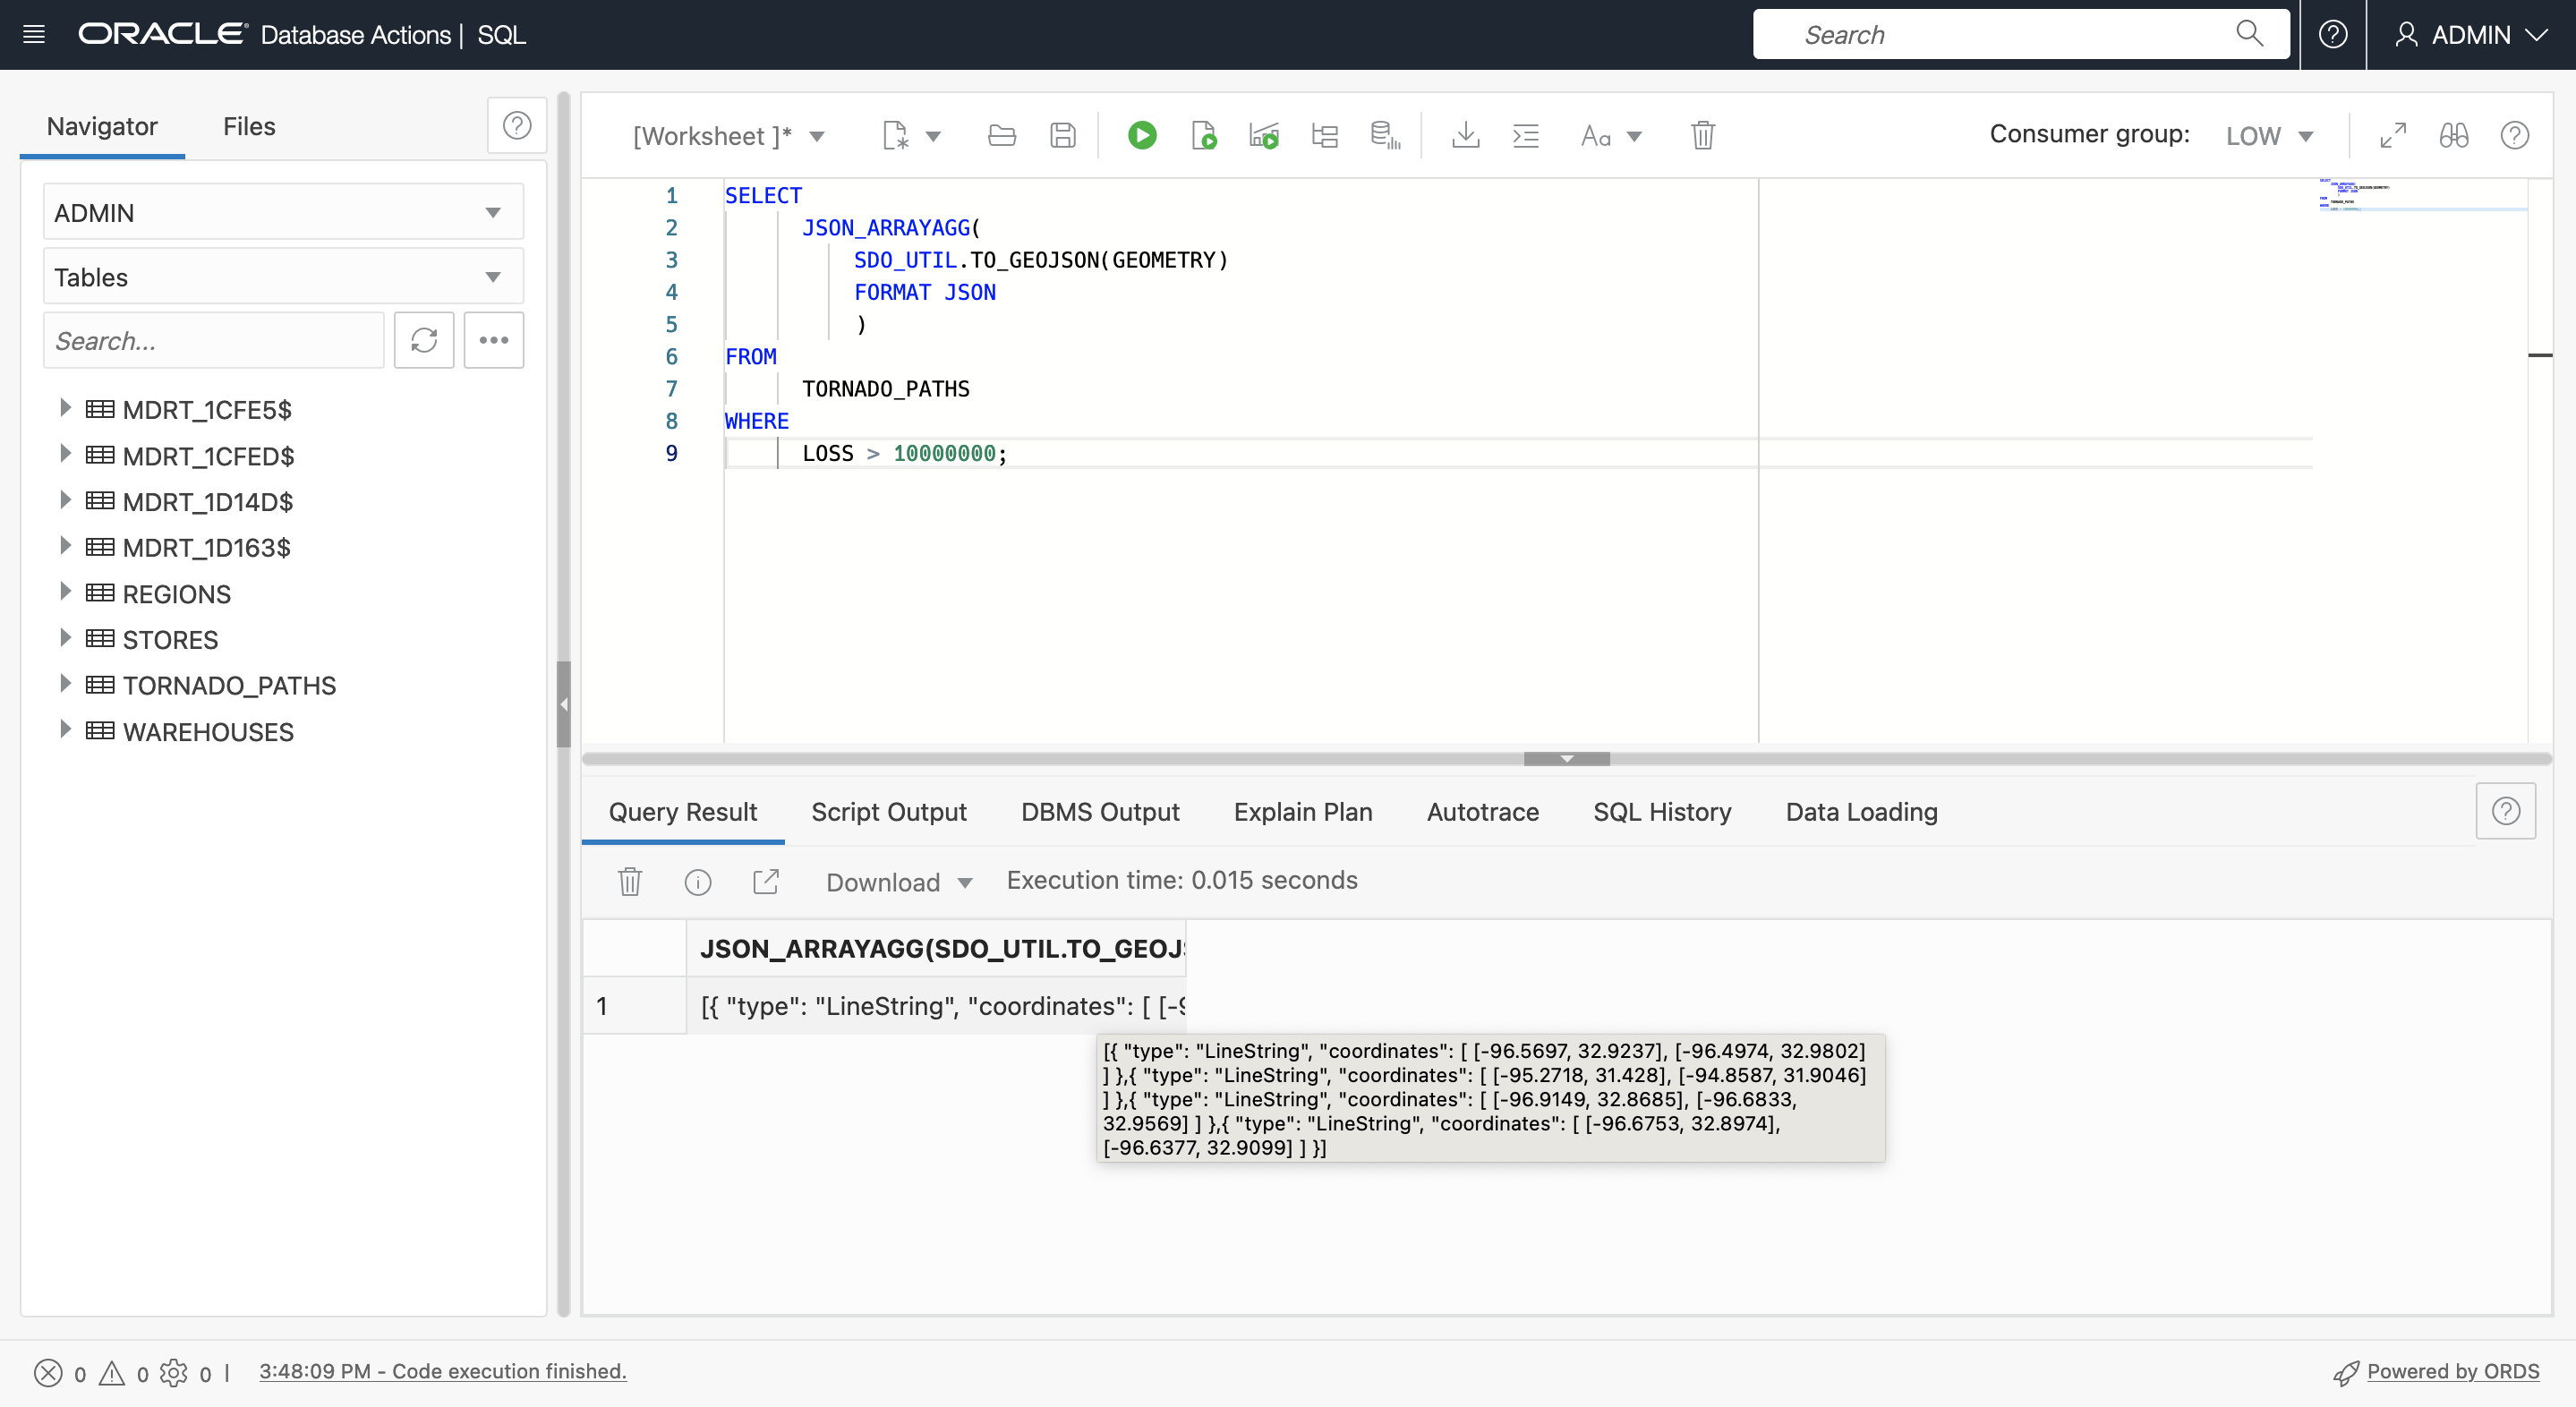 ORACLE Database Actions | SQL
Search
ADMIN
Navigator
Files
ADMIN
Tables
Search...
MDRT_1CFE5$
MDRT_1CFED$
MDRT_1D14D$
MDRT_1D163$
REGIONS
STORES
TORNADO_PATHS
WAREHOUSES
[Worksheet ]*
Aa
Consumer group: LOW
1 SELECT
2 JSON_ARRAYAGG(
3 SDO_UTIL.TO_GEOJSON(GEOMETRY)
4 FORMAT JSON
5 )
6 FROM
7 TORNADO_PATHS
8 WHERE
9 LOSS > 10000000;
Query Result Script Output DBMS Output Explain Plan Autotrace SQL History Data Loading
Download Execution time: 0.015 seconds
JSON_ARRAYAGG(SDO_UTIL.TO_GEOJS
1 [{ "type": "LineString", "coordinates": [ [-9
[{ "type": "LineString", "coordinates": [ [-96.5697, 32.9237], [-96.4974, 32.9802]
] },{ "type": "LineString", "coordinates": [ [-95.2718, 31.428], [-94.8587, 31.9046]
] },{ "type": "LineString", "coordinates": [ [-96.9149, 32.8685], [-96.6833,
32.9569] ] },{ "type": "LineString", "coordinates": [ [-96.6753, 32.8974],
[-96.6377, 32.9099] ] }]
0 0 0 | 3:48:09 PM - Code execution finished.
Powered by ORDS